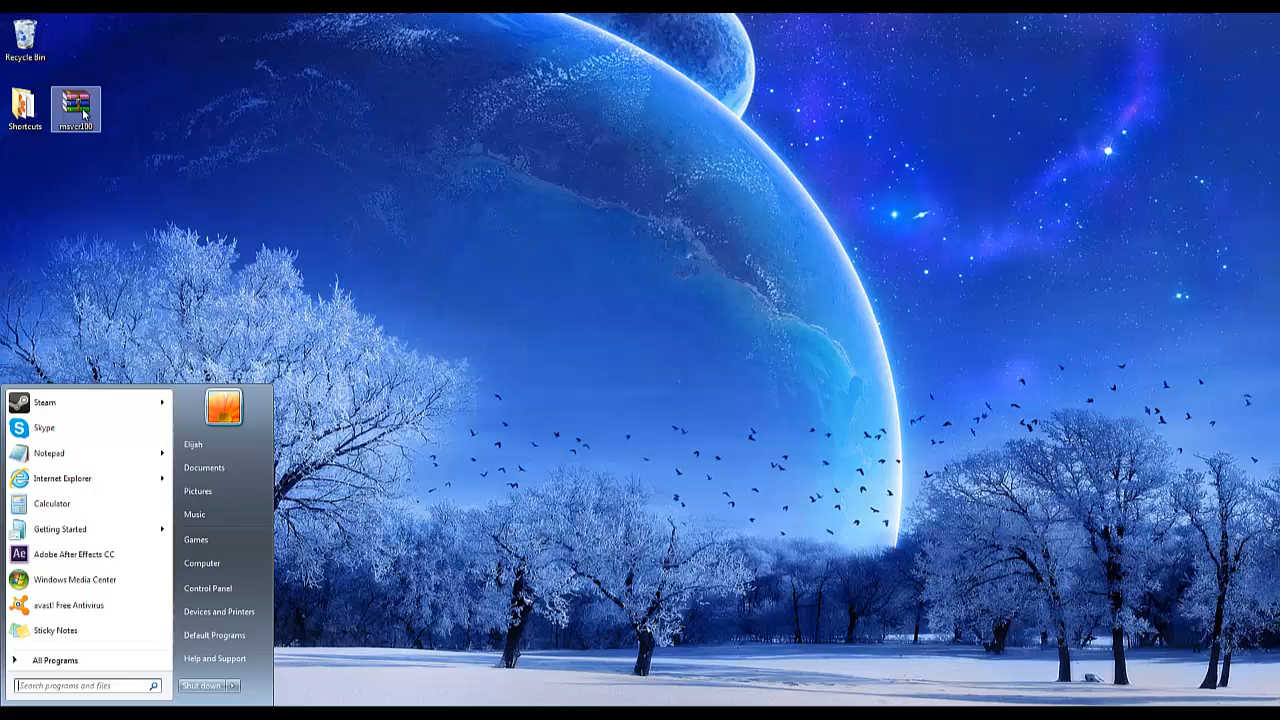 Recycle Bin
Shortcuts
msvcr100
Steam
Skype
Notepad
Internet Explorer
Calculator
Getting Started
Ae
Adobe After Effects CC
Windows Media Center
avast! Free Antivirus
Sticky Notes
All Programs
Search programs and files
Elijah
Documents
Pictures
Music
Games
Computer
Control Panel
Devices and Printers
Default Programs
Help and Support
Shut down